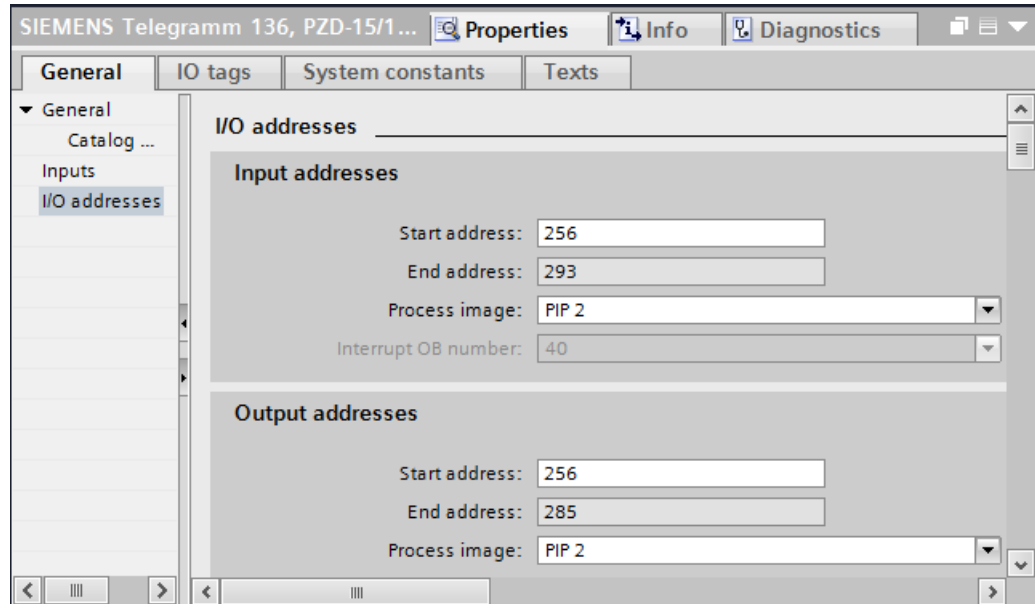 SIEMENS Telegramm 136, PZD-15/1... Properties Info Diagnostics
General IO tags System constants Texts
General
Catalog ...
Inputs
I/O addresses
I/O addresses
Input addresses
Start address: 256
End address: 293
Process image: PIP 2
Interrupt OB number: 40
Output addresses
Start address: 256
End address: 285
Process image: PIP 2